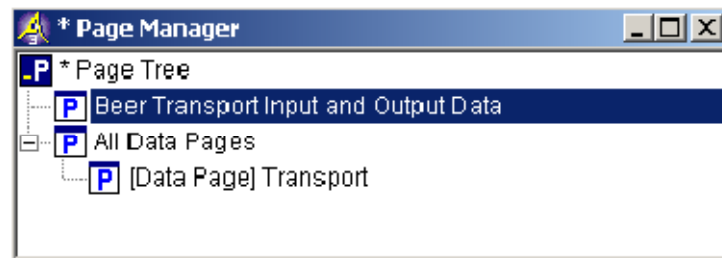 * Page Manager
* Page Tree
Beer Transport Input and Output Data
All Data Pages
[Data Page] Transport